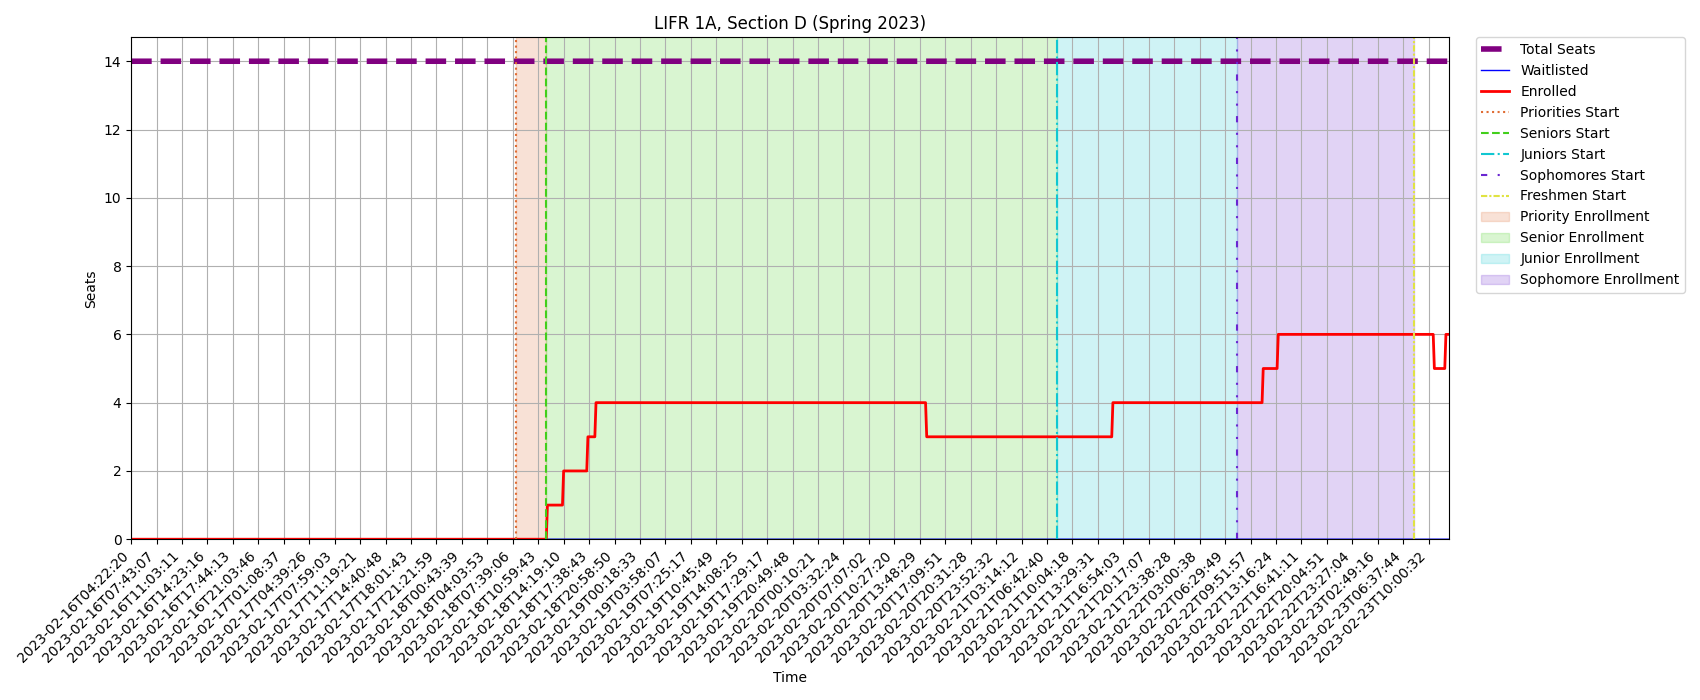 LIFR 1A, Section D (Spring 2023)
Seats
14
12
10
8
6
4
2
0
2023-02-16T04:22:20
2023-02-16T07:43:07
2023-02-16T11:03:11
2023-02-16T14:23:16
2023-02-16T17:44:13
2023-02-16T21:03:46
2023-02-17T01:08:37
2023-02-17T04:39:26
2023-02-17T07:59:03
2023-02-17T11:19:21
2023-02-17T14:40:48
2023-02-17T18:01:43
2023-02-17T21:21:59
2023-02-18T00:43:39
2023-02-18T04:03:53
2023-02-18T07:39:06
2023-02-18T10:59:43
2023-02-18T14:19:10
2023-02-18T17:38:43
2023-02-18T20:58:50
2023-02-19T00:18:33
2023-02-19T03:58:07
2023-02-19T07:25:17
2023-02-19T10:45:49
2023-02-19T14:08:25
2023-02-19T17:29:17
2023-02-19T20:49:48
2023-02-20T00:10:21
2023-02-20T03:32:24
2023-02-20T07:07:02
2023-02-20T10:27:20
2023-02-20T13:48:29
2023-02-20T17:09:51
2023-02-20T20:31:28
2023-02-20T23:52:32
2023-02-21T03:14:12
2023-02-21T06:42:40
2023-02-21T10:04:18
2023-02-21T13:29:31
2023-02-21T16:54:03
2023-02-21T20:17:07
2023-02-21T23:38:28
2023-02-22T03:00:38
2023-02-22T06:29:49
2023-02-22T09:51:57
2023-02-22T13:16:24
2023-02-22T16:41:11
2023-02-22T20:04:51
2023-02-22T23:27:04
2023-02-23T02:49:16
2023-02-23T06:37:44
2023-02-23T10:00:32
Time
Total Seats
Waitlisted
Enrolled
Priorities Start
Seniors Start
Juniors Start
Sophomores Start
Freshmen Start
Priority Enrollment
Senior Enrollment
Junior Enrollment
Sophomore Enrollment